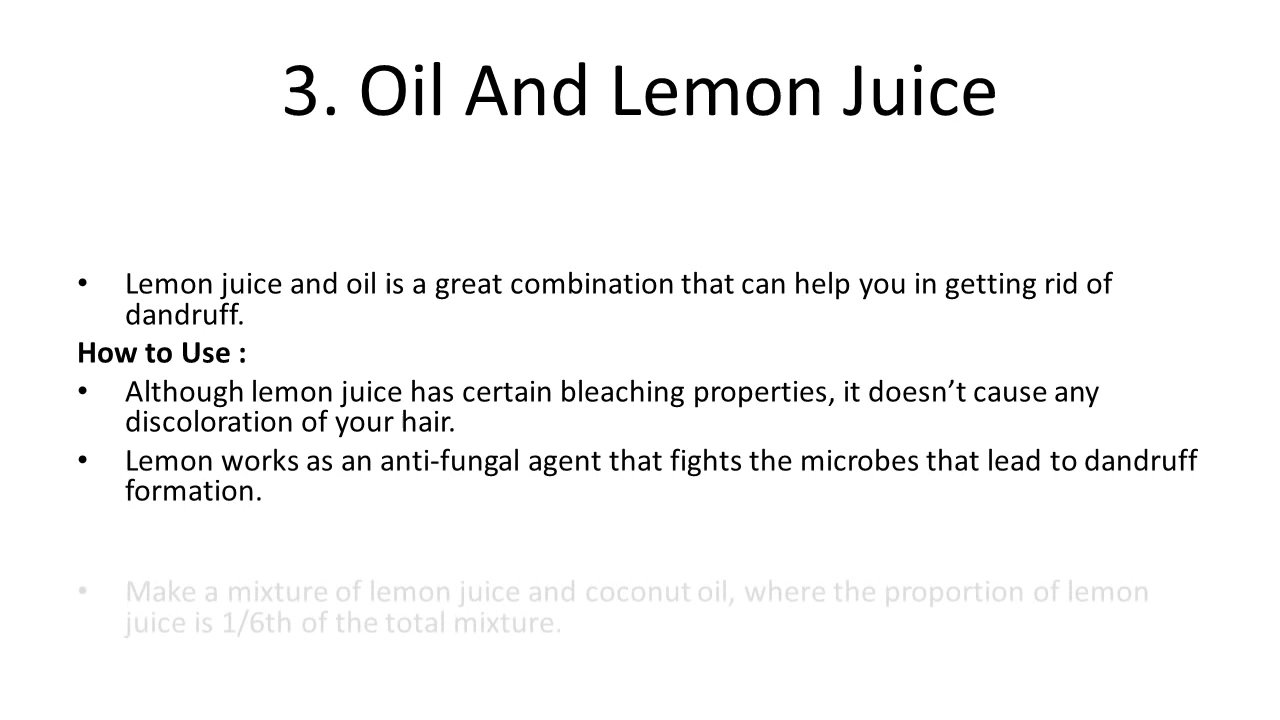 3. Oil And Lemon Juice
• Lemon juice and oil is a great combination that can help you in getting rid of
dandruff.
How to Use :
• Although lemon juice has certain bleaching properties, it doesn’t cause any
discoloration of your hair.
• Lemon works as an anti-fungal agent that fights the microbes that lead to dandruff
formation.
• Make a mixture of lemon juice and coconut oil, where the proportion of lemon
juice is 1/6th of the total mixture.